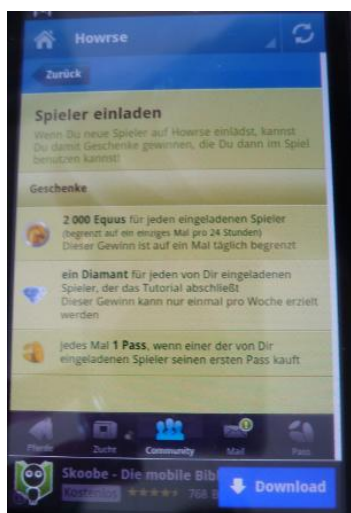 Howrse
Zurück
Spieler einladen
Wenn Du neue Spieler auf Howrse einlädst, kannst
Du damit Geschenke gewinnen, die Du dann im Spiel
benutzen kannst!
Geschenke
2 000 Equus für jeden eingeladenen Spieler
(begrenzt auf ein einziges Mal pro 24 Stunden)
Dieser Gewinn ist auf ein Mal täglich begrenzt
ein Diamant für jeden von Dir eingeladenen
Spieler, der das Tutorial abschließt
Dieser Gewinn kann nur einmal pro Woche erzielt
werden
jedes Mal 1 Pass, wenn einer der von Dir
eingeladenen Spieler seinen ersten Pass kauft
Pferde Zucht Community Mail Pass
Skoobe - Die mobile Bib
Kostenlos 768 B
Download